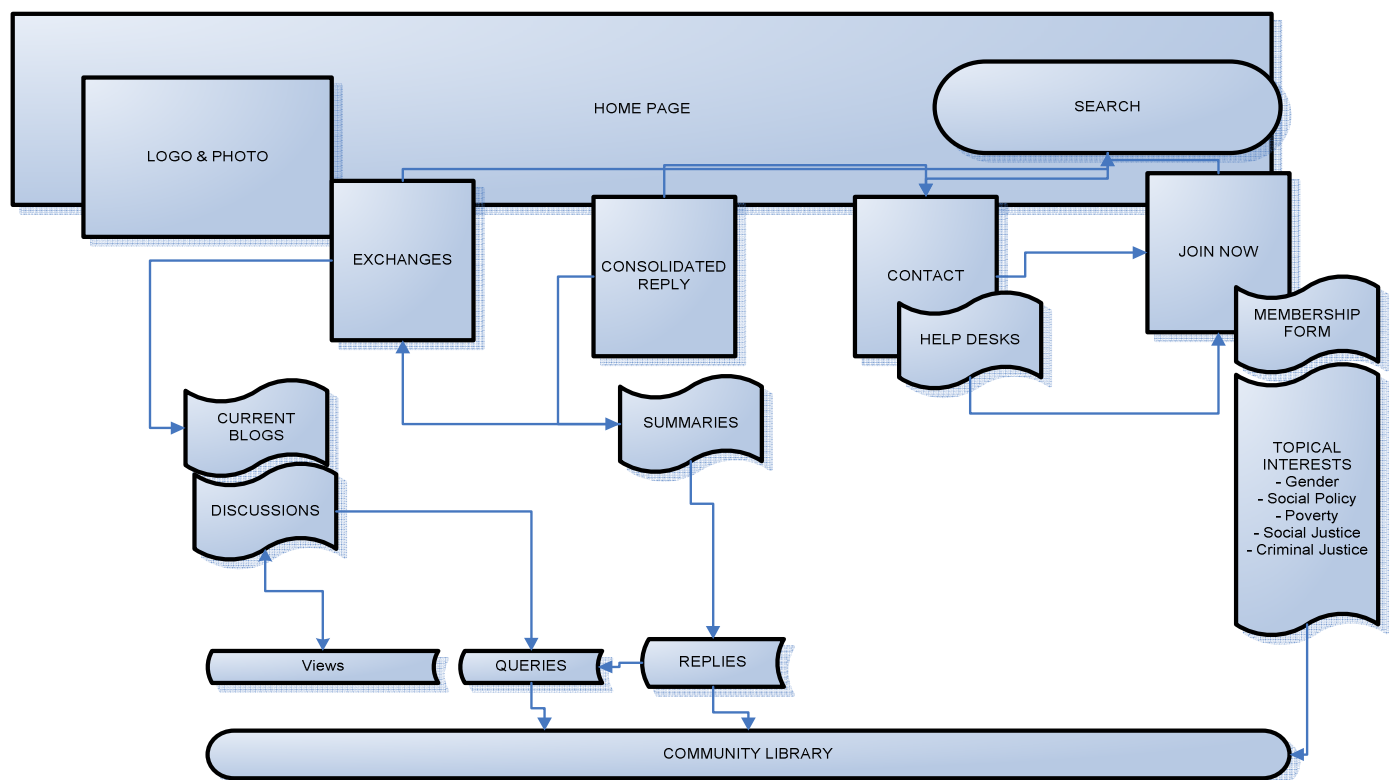 HOME PAGE
SEARCH
LOGO & PHOTO
EXCHANGES
CONSOLIDATED
REPLY
CONTACT
JOIN NOW
HELP DESKS
MEMBERSHIP
FORM
CURRENT
BLOGS
SUMMARIES
DISCUSSIONS
TOPICAL
INTERESTS
- Gender
- Social Policy
- Poverty
- Social Justice
- Criminal Justice
Views
QUERIES
REPLIES
COMMUNITY LIBRARY